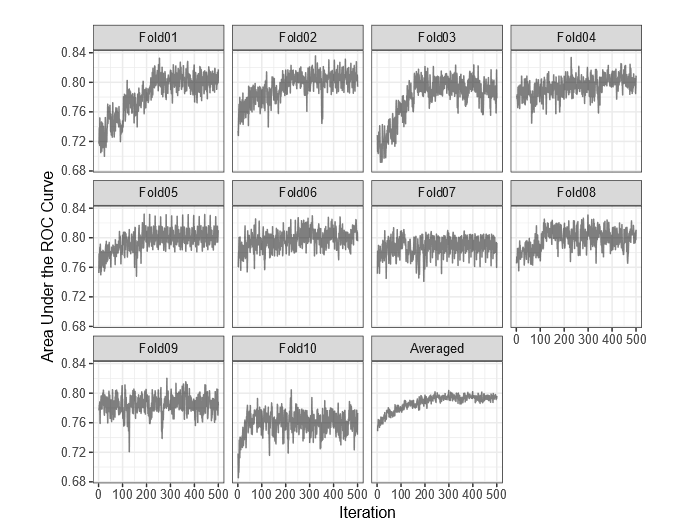 Fold01 Fold02 Fold03 Fold04
0.84
0.80
0.76
0.72
0.68
Fold05 Fold06 Fold07 Fold08
0.84
0.80
0.76
0.72
0.68
0 100 200 300 400 500
Fold09 Fold10 Averaged
0.84
0.80
0.76
0.72
0.68
0 100 200 300 400 500 0 100 200 300 400 500 0 100 200 300 400 500
Iteration
Area Under the ROC Curve